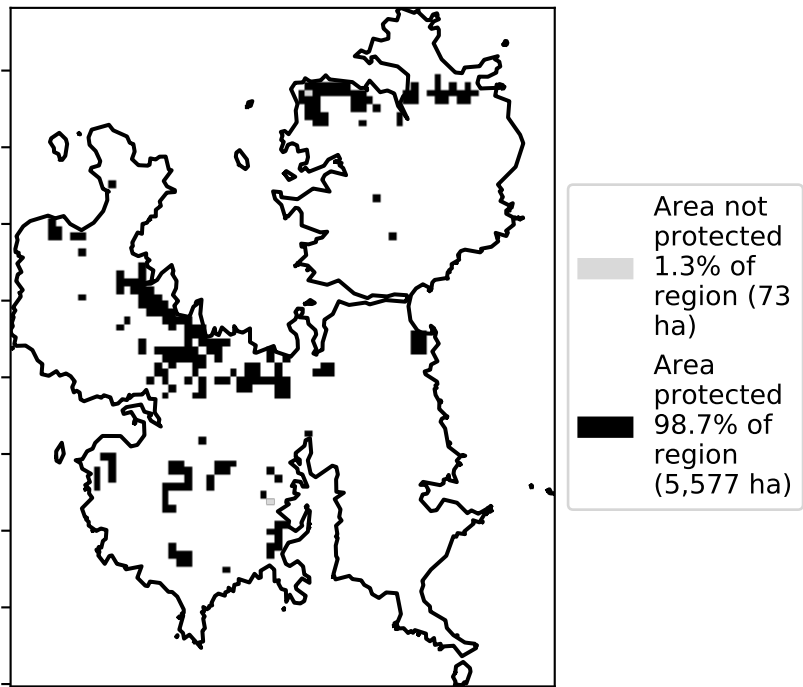 Area not
protected
1.3% of
region (73
ha)
Area
protected
98.7% of
region
(5,577 ha)